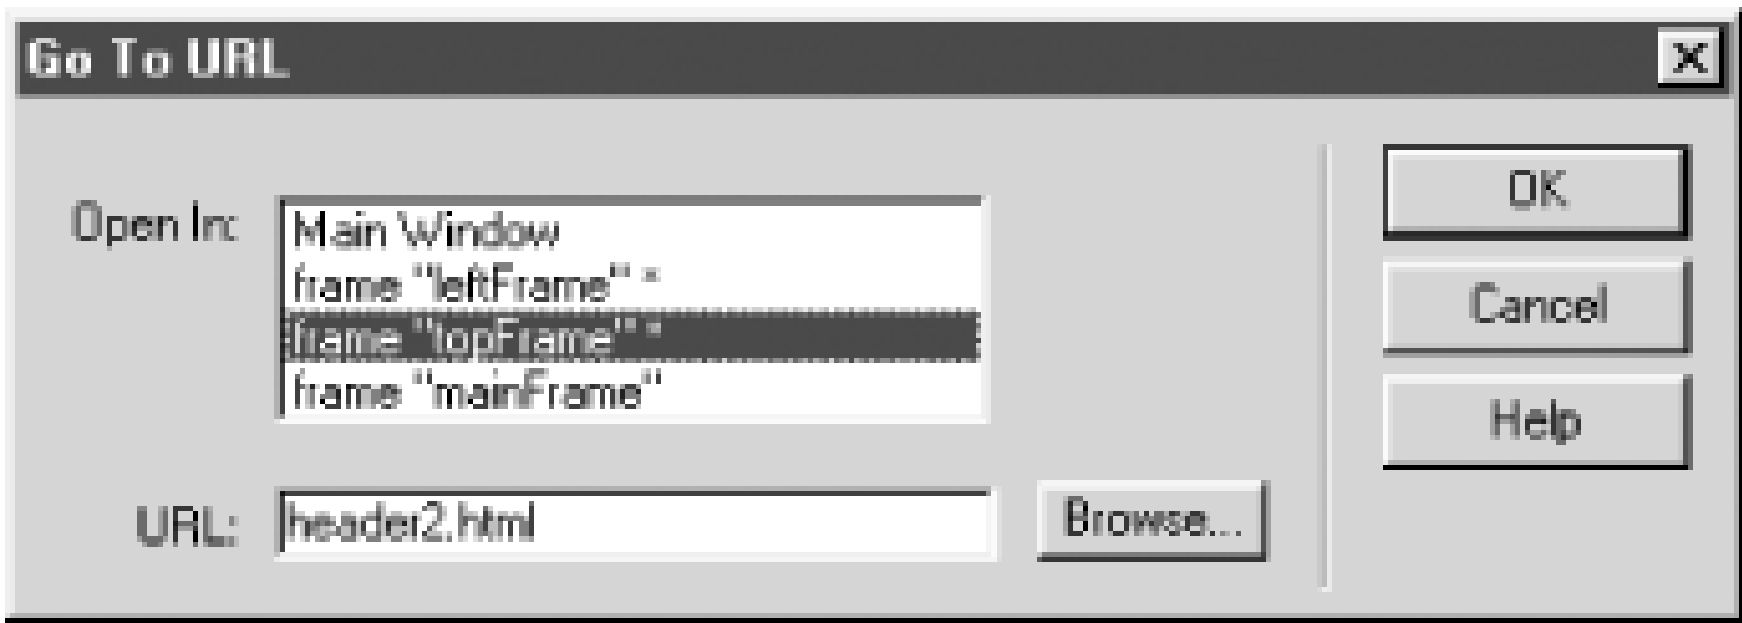 Go To URL
Open In:
Main Window
frame "leftFrame" *
frame "topFrame" *
frame "mainFrame"
URL:
header2.html
Browse...
OK
Cancel
Help